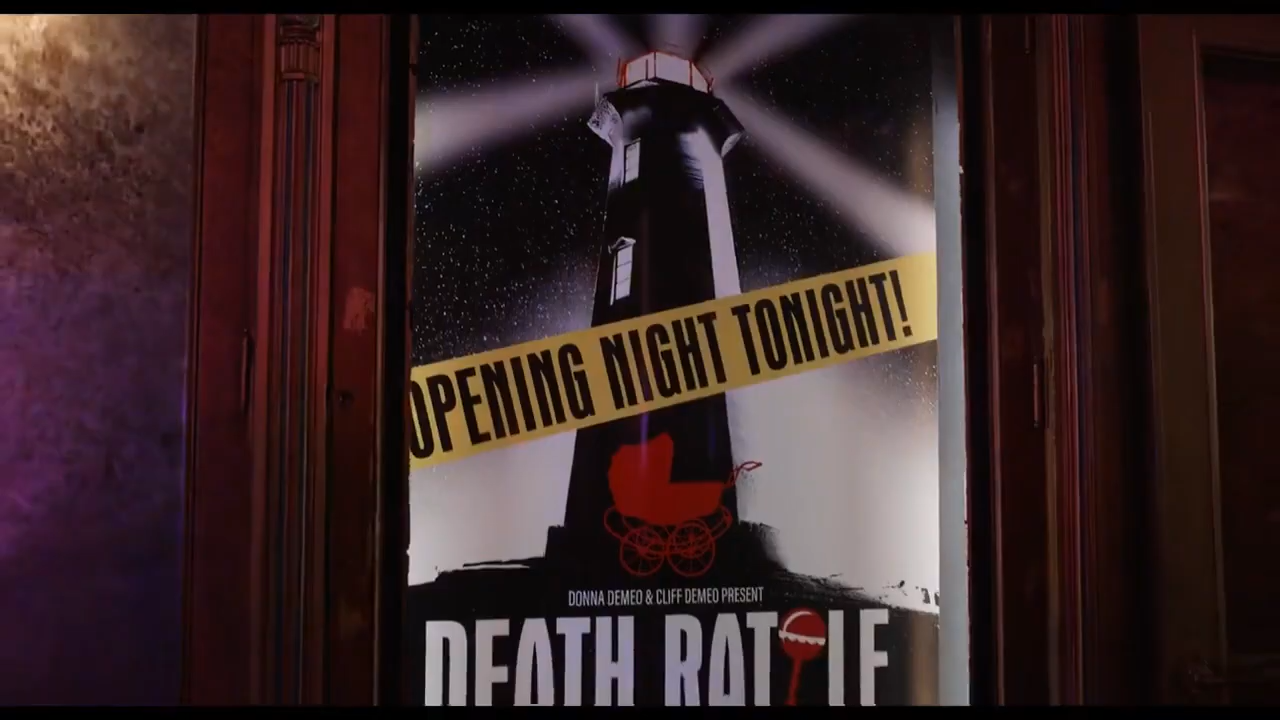 OPENING NIGHT TONIGHT!
DONNA DEMEO & CLIFF DEMEO PRESENT
DEATH RATTLE